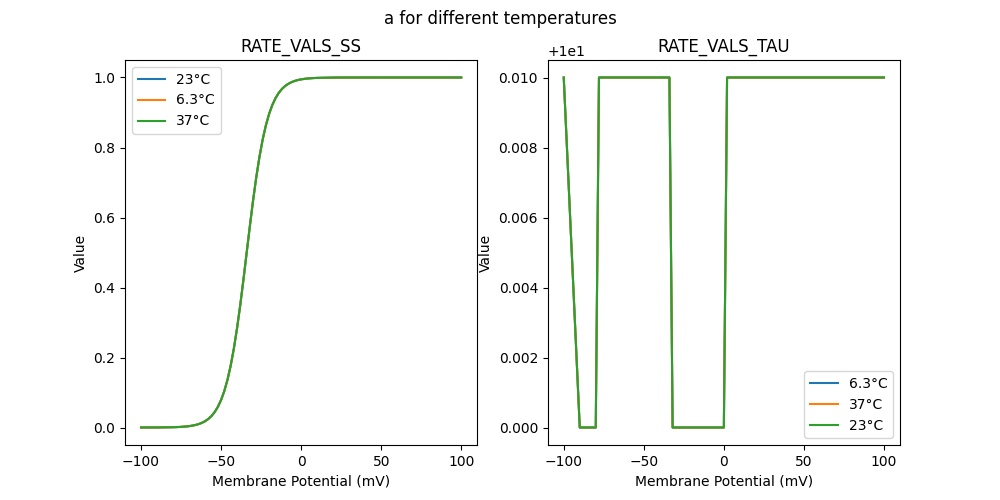 a for different temperatures
RATE_VALS_SS
1.0
0.8
0.6
0.4
0.2
0.0
Value
23°C
6.3°C
37°C
−100
−50
0
50
100
Membrane Potential (mV)
RATE_VALS_TAU
+1e1
0.010
0.008
0.006
0.004
0.002
0.000
Value
6.3°C
37°C
23°C
−100
−50
0
50
100
Membrane Potential (mV)